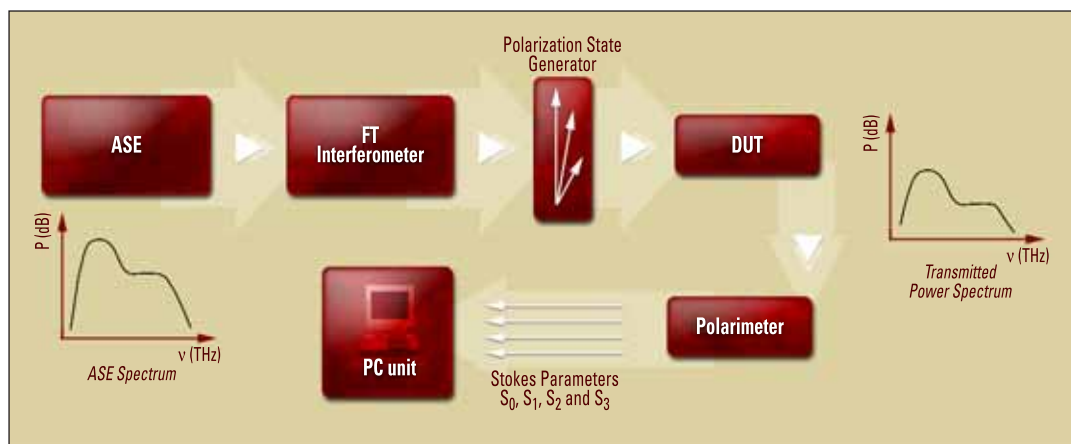 Polarization State
Generator
ASE
FT
Interferometer
DUT
P (dB)
ν (THz)
Transmitted
Power Spectrum
P (dB)
ν (THz)
ASE Spectrum
PC unit
Polarimeter
Stokes Parameters
S₀, S₁, S₂ and S₃